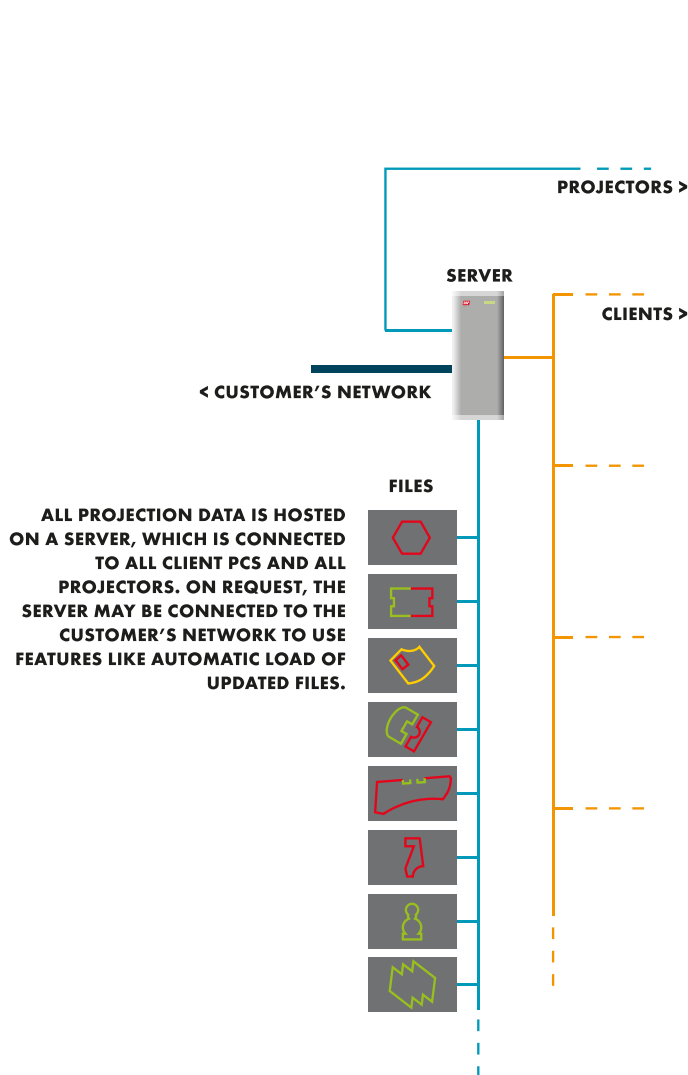 PROJECTORS >
SERVER
CLIENTS >
< CUSTOMER’S NETWORK
FILES
ALL PROJECTION DATA IS HOSTED
ON A SERVER, WHICH IS CONNECTED
TO ALL CLIENT PCS AND ALL
PROJECTORS. ON REQUEST, THE
SERVER MAY BE CONNECTED TO THE
CUSTOMER’S NETWORK TO USE
FEATURES LIKE AUTOMATIC LOAD OF
UPDATED FILES.